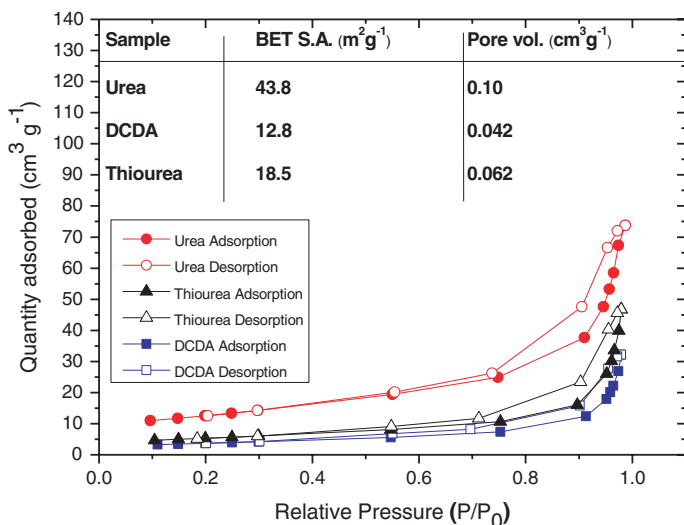 Sample BET S.A. (m²g⁻¹) Pore vol. (cm³g⁻¹)
Urea 43.8 0.10
DCDA 12.8 0.042
Thiourea 18.5 0.062
Urea Adsorption
Urea Desorption
Thiourea Adsorption
Thiourea Desorption
DCDA Adsorption
DCDA Desorption
Quantity adsorbed (cm³ g⁻¹)
140
130
120
110
100
90
80
70
60
50
40
30
20
10
0
0.0 0.2 0.4 0.6 0.8 1.0
Relative Pressure (P/P₀)